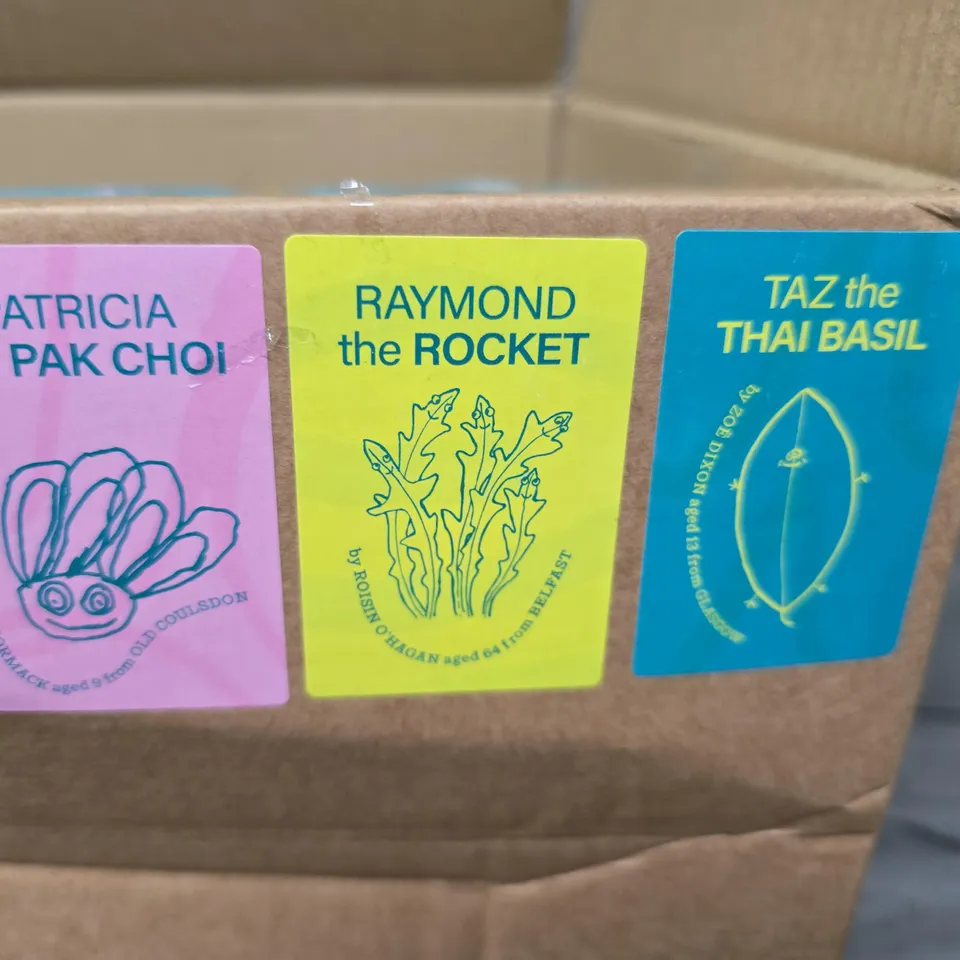 ATRICIA
PAK CHOI
ORMACK aged 9 from OLD COULSDON
RAYMOND
the ROCKET
by ROISIN O'HAGAN aged 64 from BELFAST
TAZ the
THAI BASIL
by ZOË DIXON aged 13 from GLASGOW